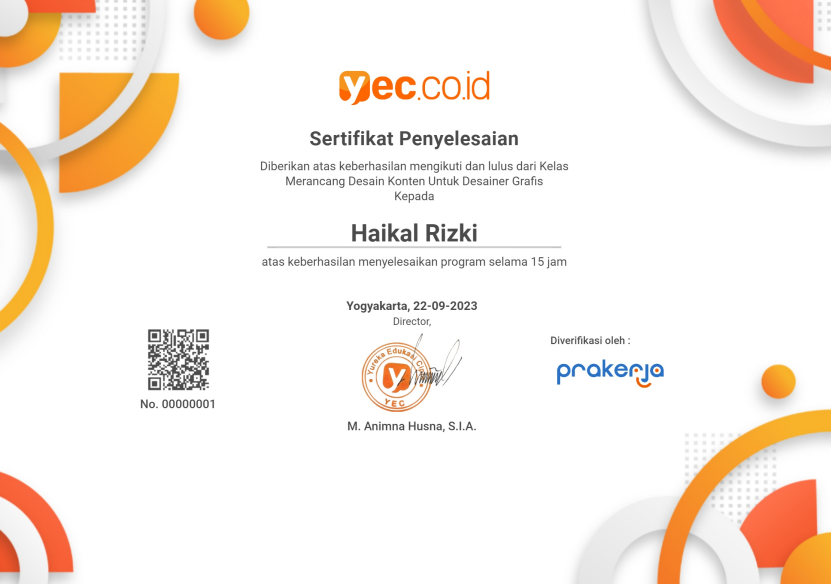 yec.co.id
Sertifikat Penyelesaian
Diberikan atas keberhasilan mengikuti dan lulus dari Kelas
Merancang Desain Konten Untuk Desainer Grafis
Kepada
Haikal Rizki
atas keberhasilan menyelesaikan program selama 15 jam
Yogyakarta, 22-09-2023
Director,
Yureka Edukasi
YEC
M. Animna Husna, S.I.A.
No. 00000001
Diverifikasi oleh :
prakerja